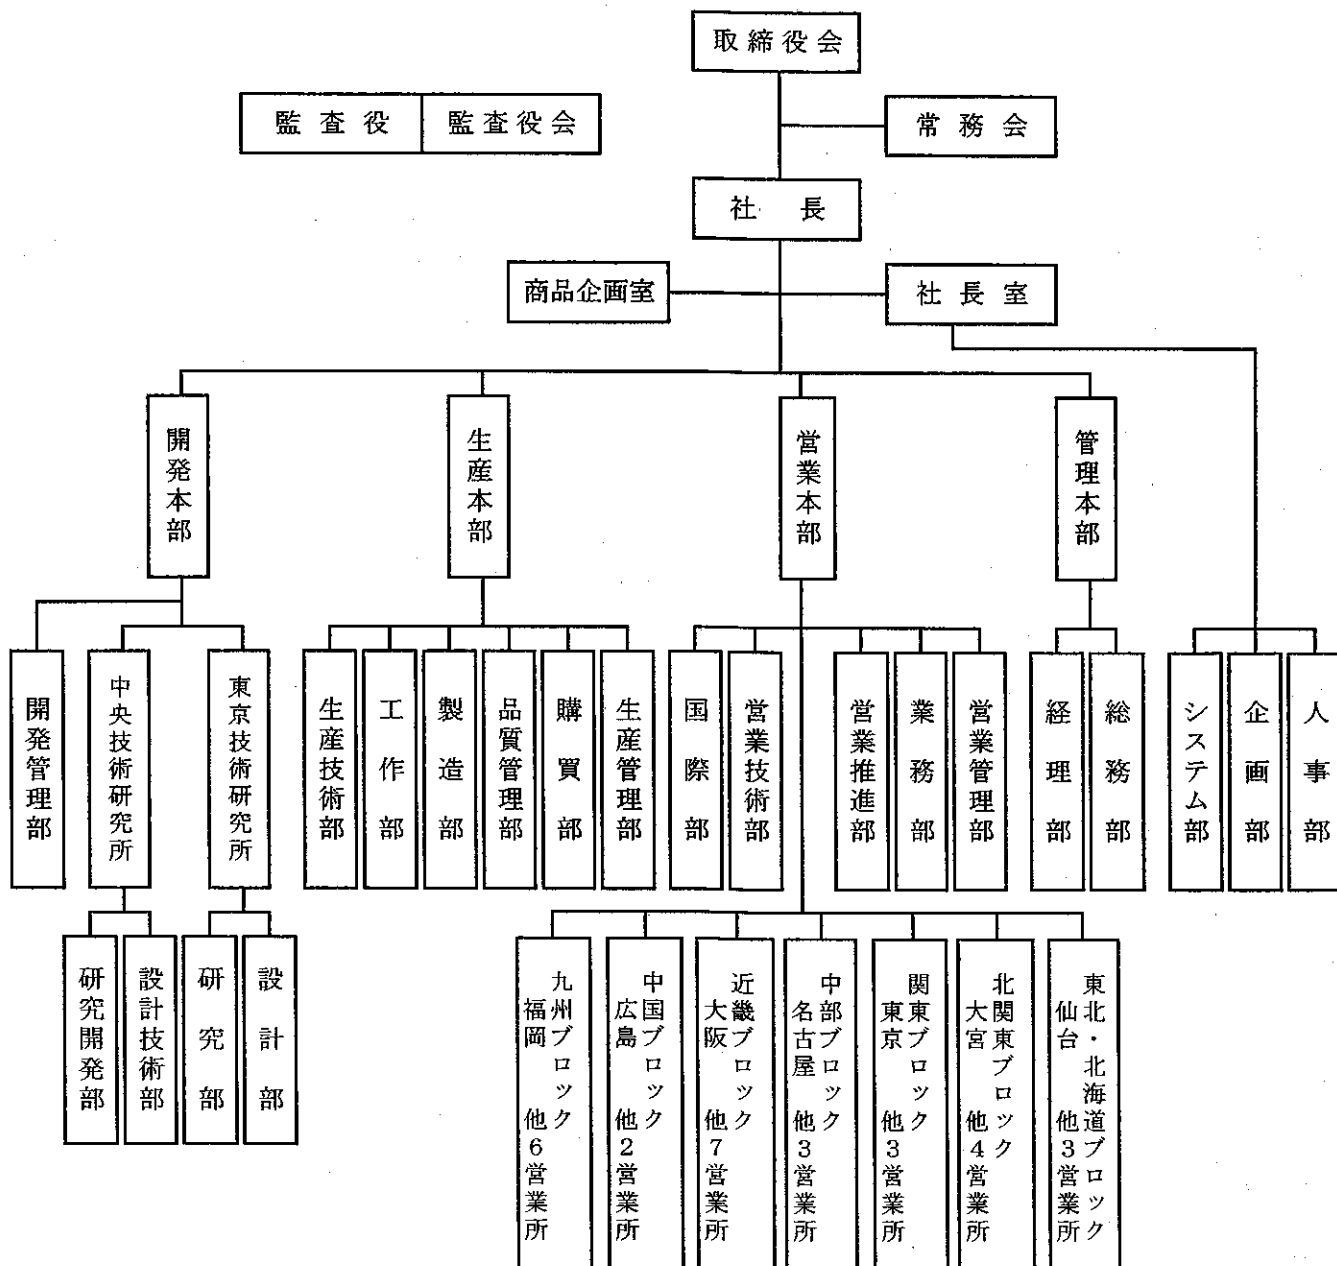 取締役会
監査役
監査役会
常務会
社長
商品企画室
社長室
開発本部
生産本部
営業本部
管理本部
開発管理部
中央技術研究所
東京技術研究所
生産技術部
工作部
製造部
品質管理部
購買部
生産管理部
国際部
営業技術部
営業推進部
業務部
営業管理部
経理部
総務部
システム部
企画部
人事部
研究開発部
設計技術部
研究部
設計部
九州ブロック
福岡 他6営業所
中国ブロック
広島 他2営業所
近畿ブロック
大阪 他7営業所
中部ブロック
名古屋 他3営業所
関東ブロック
東京 他3営業所
北関東ブロック
大宮 他4営業所
東北・北海道ブロック
仙台 他3営業所